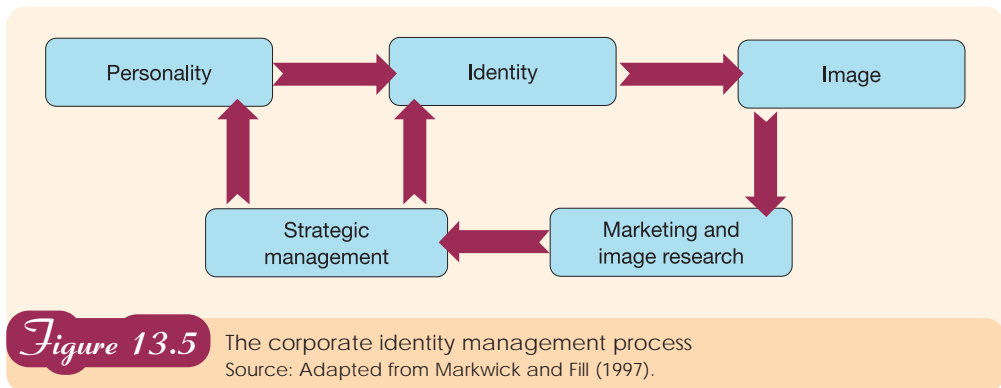 Personality
Identity
Image
Strategic
management
Marketing and
image research
Figure 13.5
The corporate identity management process
Source: Adapted from Markwick and Fill (1997).